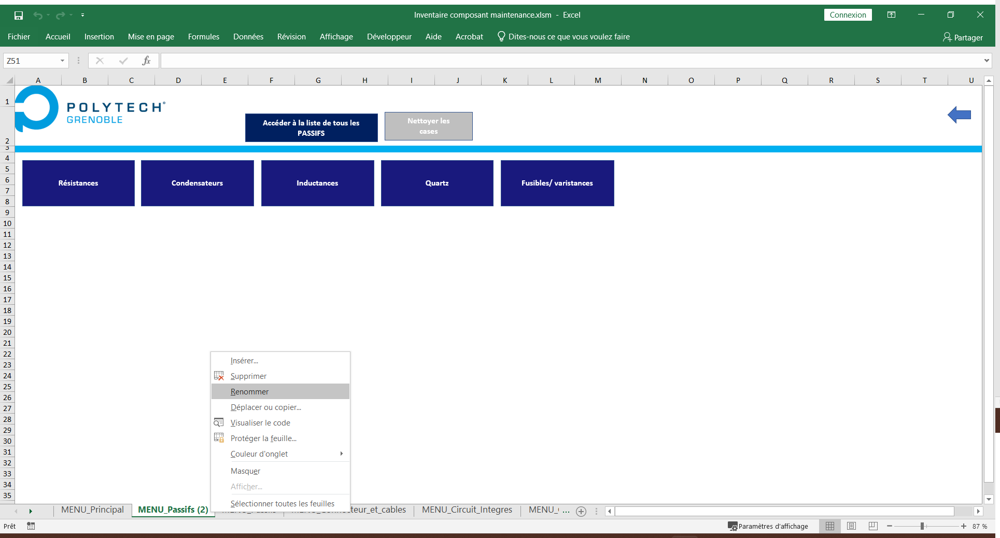 Inventaire composant maintenance.xlsm - Excel
Connexion
Fichier Accueil Insertion Mise en page Formules Données Révision Affichage Développeur Aide Acrobat Dites-nous ce que vous voulez faire Partager
Z51 fx
A B C D E F G H I J K L M N O P Q R S T U
1
POLYTECH
GRENOBLE
Accéder à la liste de tous les
PASSIFS
Nettoyer les
cases
2
3
4
5
6
7
8
Résistances Condensateurs Inductances Quartz Fusibles/ varistances
9
10
11
12
13
14
15
16
17
18
19
20
21
22
23
24
25
26
27
28
29
30
31
32
33
34
35
Insérer...
Supprimer
Renommer
Déplacer ou copier...
Visualiser le code
Protéger la feuille...
Couleur d'onglet
Masquer
Afficher...
Sélectionner toutes les feuilles
MENU_Principal MENU_Passifs (2) teur_et_cables MENU_Circuit_Integres MENU_ ...
Prêt Paramètres d'affichage 87 %